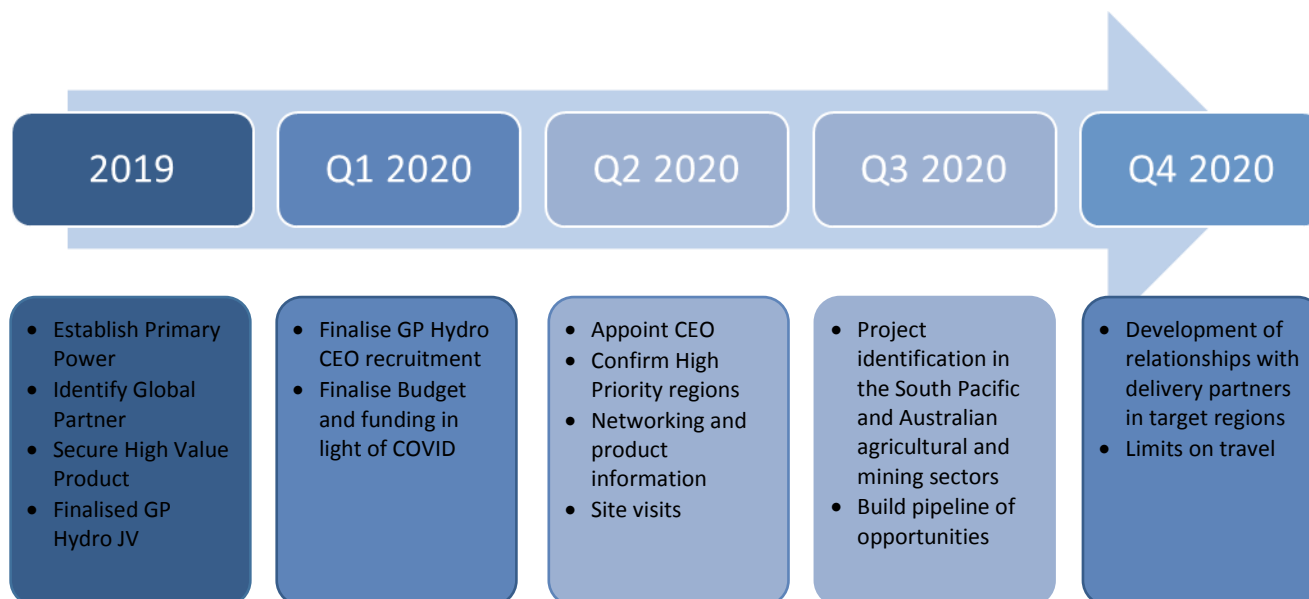 2019
Q1 2020
Q2 2020
Q3 2020
Q4 2020
• Establish Primary
Power
• Identify Global
Partner
• Secure High Value
Product
• Finalised GP
Hydro JV
• Finalise GP Hydro
CEO recruitment
• Finalise Budget
and funding in
light of COVID
• Appoint CEO
• Confirm High
Priority regions
• Networking and
product
information
• Site visits
• Project
identification in
the South Pacific
and Australian
agricultural and
mining sectors
• Build pipeline of
opportunities
• Development of
relationships with
delivery partners
in target regions
• Limits on travel